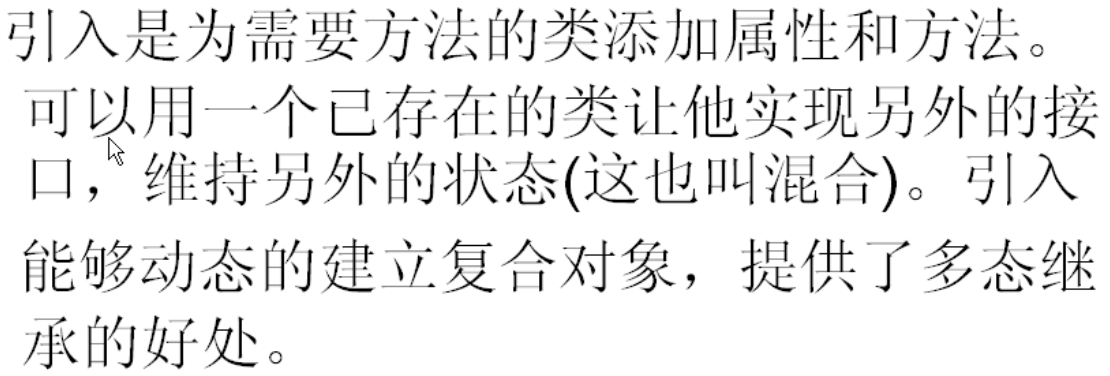 引入是为需要方法的类添加属性和方法。
可以用一个已存在的类让他实现另外的接
口，维持另外的状态(这也叫混合)。引入
能够动态的建立复合对象，提供了多态继
承的好处。